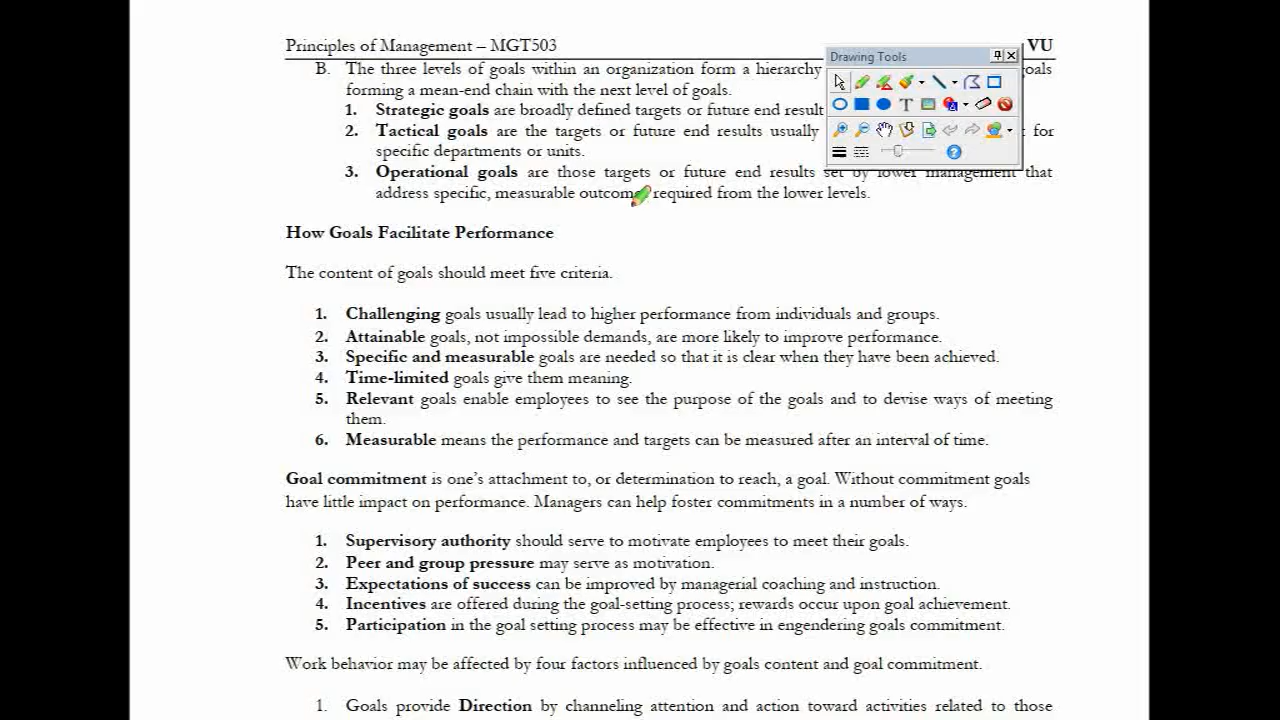 Principles of Management – MGT503 VU
Drawing Tools
B. The three levels of goals within an organization form a hierarchy oals
forming a mean-end chain with the next level of goals.
1. Strategic goals are broadly defined targets or future end result
2. Tactical goals are the targets or future end results usually for
specific departments or units.
3. Operational goals are those targets or future end results set by lower management that
address specific, measurable outcom required from the lower levels.
How Goals Facilitate Performance
The content of goals should meet five criteria.
1. Challenging goals usually lead to higher performance from individuals and groups.
2. Attainable goals, not impossible demands, are more likely to improve performance.
3. Specific and measurable goals are needed so that it is clear when they have been achieved.
4. Time-limited goals give them meaning.
5. Relevant goals enable employees to see the purpose of the goals and to devise ways of meeting
them.
6. Measurable means the performance and targets can be measured after an interval of time.
Goal commitment is one's attachment to, or determination to reach, a goal. Without commitment goals
have little impact on performance. Managers can help foster commitments in a number of ways.
1. Supervisory authority should serve to motivate employees to meet their goals.
2. Peer and group pressure may serve as motivation.
3. Expectations of success can be improved by managerial coaching and instruction.
4. Incentives are offered during the goal-setting process; rewards occur upon goal achievement.
5. Participation in the goal setting process may be effective in engendering goals commitment.
Work behavior may be affected by four factors influenced by goals content and goal commitment.
1. Goals provide Direction by channeling attention and action toward activities related to those